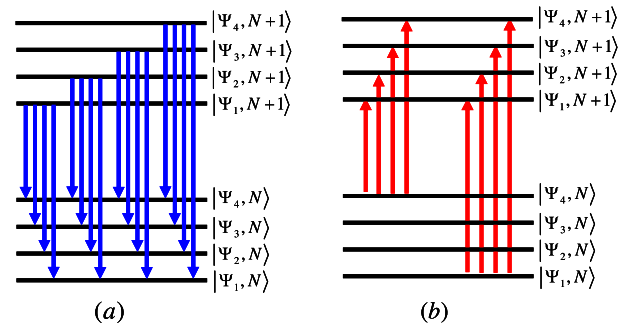 |Ψ₄, N+1⟩
|Ψ₃, N+1⟩
|Ψ₂, N+1⟩
|Ψ₁, N+1⟩
|Ψ₄, N⟩
|Ψ₃, N⟩
|Ψ₂, N⟩
|Ψ₁, N⟩
(a)
|Ψ₄, N+1⟩
|Ψ₃, N+1⟩
|Ψ₂, N+1⟩
|Ψ₁, N+1⟩
|Ψ₄, N⟩
|Ψ₃, N⟩
|Ψ₂, N⟩
|Ψ₁, N⟩
(b)